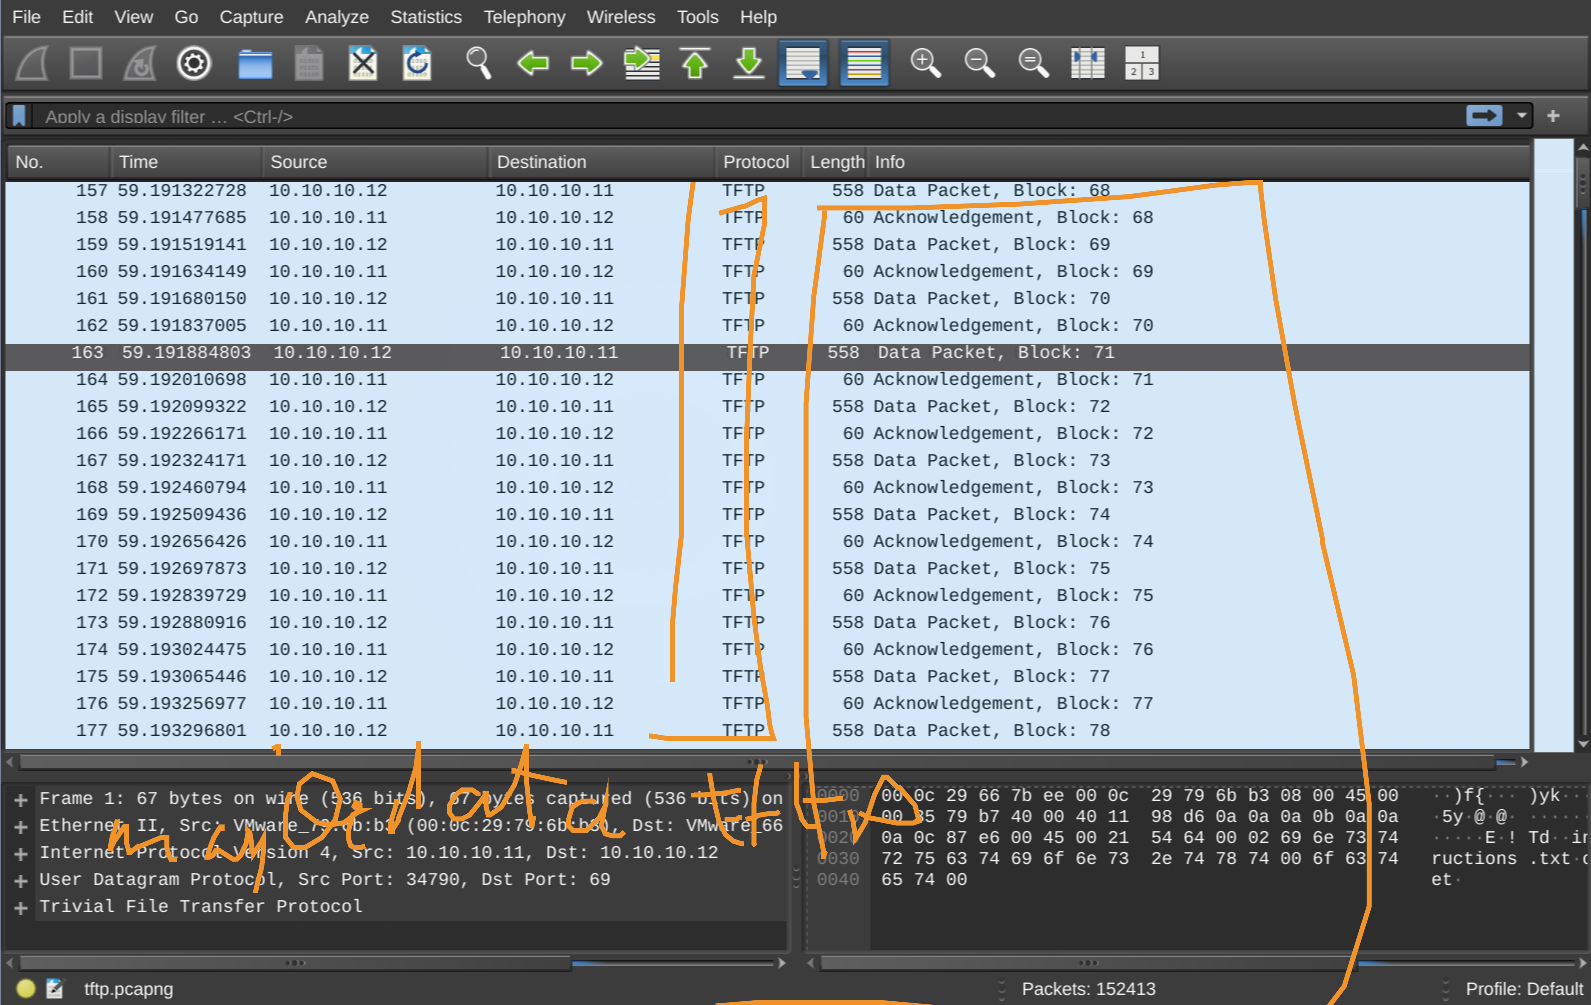 File Edit View Go Capture Analyze Statistics Telephony Wireless Tools Help
Apply a display filter … <Ctrl-/>
No. Time Source Destination Protocol Length Info
157 59.191322728 10.10.10.12 10.10.10.11 TFTP 558 Data Packet, Block: 68
158 59.191477685 10.10.10.11 10.10.10.12 TFTP 60 Acknowledgement, Block: 68
159 59.191519141 10.10.10.12 10.10.10.11 TFTP 558 Data Packet, Block: 69
160 59.191634149 10.10.10.11 10.10.10.12 TFTP 60 Acknowledgement, Block: 69
161 59.191680150 10.10.10.12 10.10.10.11 TFTP 558 Data Packet, Block: 70
162 59.191837005 10.10.10.11 10.10.10.12 TFTP 60 Acknowledgement, Block: 70
163 59.191884803 10.10.10.12 10.10.10.11 TFTP 558 Data Packet, Block: 71
164 59.192010698 10.10.10.11 10.10.10.12 TFTP 60 Acknowledgement, Block: 71
165 59.192099322 10.10.10.12 10.10.10.11 TFTP 558 Data Packet, Block: 72
166 59.192266171 10.10.10.11 10.10.10.12 TFTP 60 Acknowledgement, Block: 72
167 59.192324171 10.10.10.12 10.10.10.11 TFTP 558 Data Packet, Block: 73
168 59.192460794 10.10.10.11 10.10.10.12 TFTP 60 Acknowledgement, Block: 73
169 59.192509436 10.10.10.12 10.10.10.11 TFTP 558 Data Packet, Block: 74
170 59.192656426 10.10.10.11 10.10.10.12 TFTP 60 Acknowledgement, Block: 74
171 59.192697873 10.10.10.12 10.10.10.11 TFTP 558 Data Packet, Block: 75
172 59.192839729 10.10.10.11 10.10.10.12 TFTP 60 Acknowledgement, Block: 75
173 59.192880916 10.10.10.12 10.10.10.11 TFTP 558 Data Packet, Block: 76
174 59.193024475 10.10.10.11 10.10.10.12 TFTP 60 Acknowledgement, Block: 76
175 59.193065446 10.10.10.12 10.10.10.11 TFTP 558 Data Packet, Block: 77
176 59.193256977 10.10.10.11 10.10.10.12 TFTP 60 Acknowledgement, Block: 77
177 59.193296801 10.10.10.12 10.10.10.11 TFTP 558 Data Packet, Block: 78
data tftp
Frame 1: 67 bytes on wire (536 bits), 67 bytes captured (536 bits) on
Ethernet II, Src: VMware_79:6b:b3 (00:0c:29:79:6b:b3), Dst: VMware_66
Internet Protocol Version 4, Src: 10.10.10.11, Dst: 10.10.10.12
User Datagram Protocol, Src Port: 34790, Dst Port: 69
Trivial File Transfer Protocol
0000 00 0c 29 66 7b ee 00 0c 29 79 6b b3 08 00 45 00 ··)f{··· )yk···
0010 00 35 79 b7 40 00 40 11 98 d6 0a 0a 0a 0b 0a 0a ·5y·@·@·
0020 0a 0c 87 e6 00 45 00 21 54 64 00 02 69 6e 73 74 ·····E·! Td··in
0030 72 75 63 74 69 6f 6e 73 2e 74 78 74 00 6f 63 74 ructions .txt·
0040 65 74 00 et·
tftp.pcapng Packets: 152413 Profile: Default